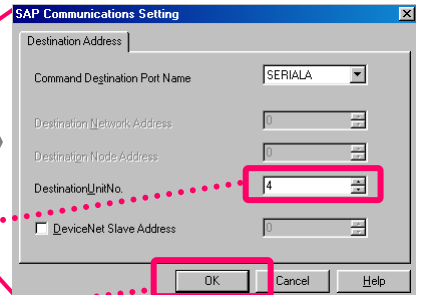 SAP Communications Setting
Destination Address
Command Destination Port Name SERIALA
Destination Network Address 0
Destination Node Address 0
DestinationUnitNo. 4
DeviceNet Slave Address 0
OK Cancel Help